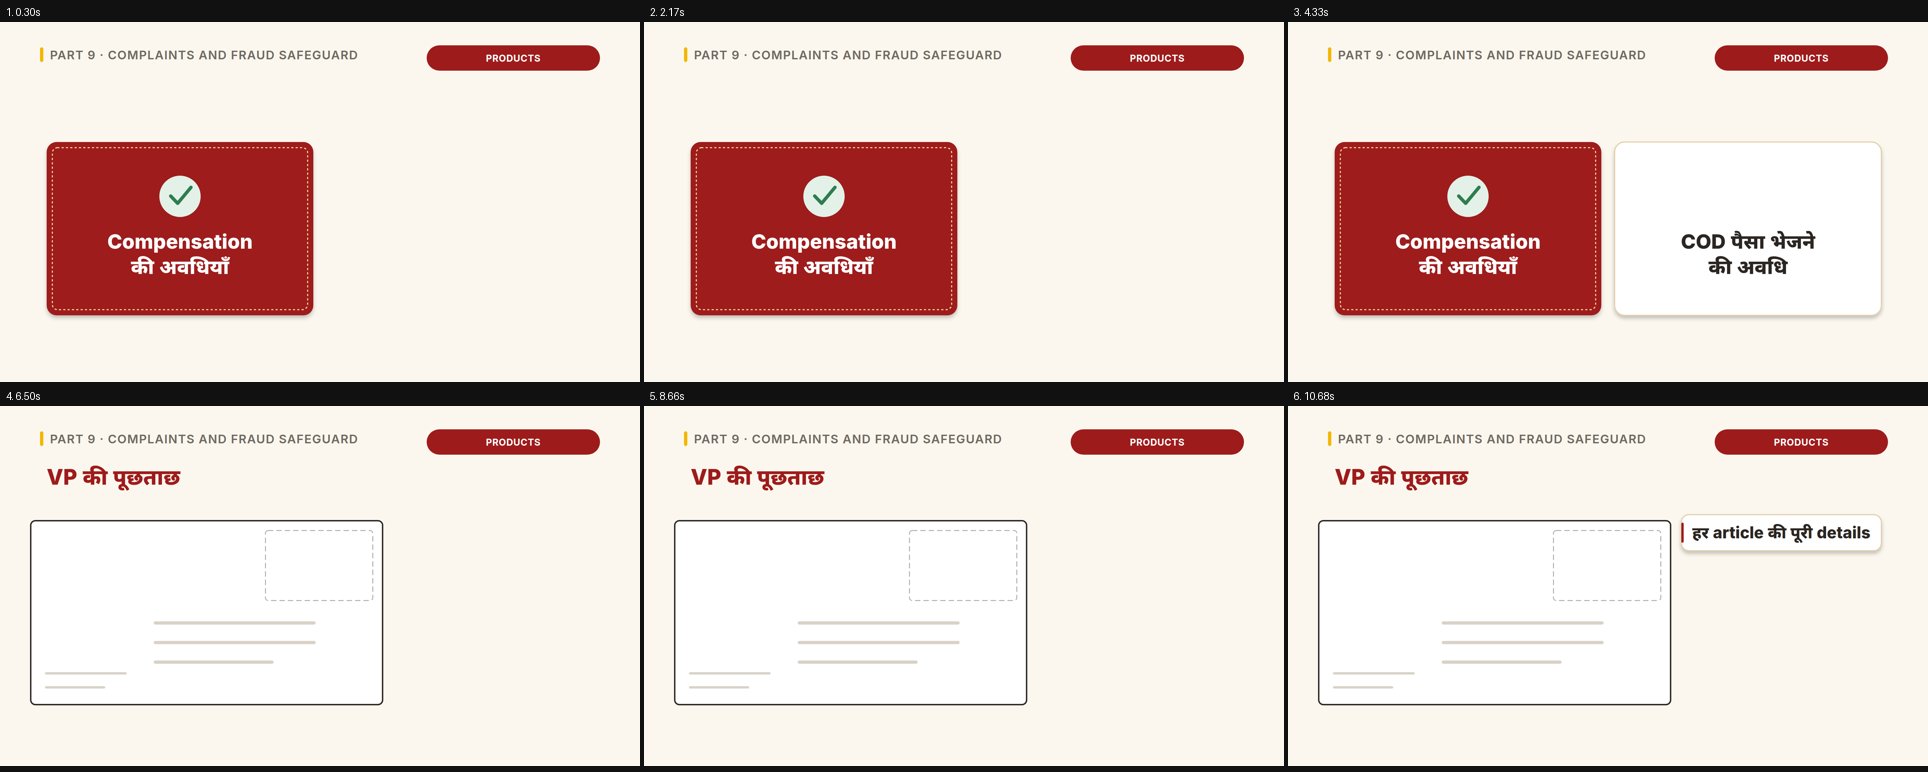 1. 0.30s
PART 9 · COMPLAINTS AND FRAUD SAFEGUARD
PRODUCTS
Compensation
की अवधियाँ
2. 2.17s
PART 9 · COMPLAINTS AND FRAUD SAFEGUARD
PRODUCTS
Compensation
की अवधियाँ
3. 4.33s
PART 9 · COMPLAINTS AND FRAUD SAFEGUARD
PRODUCTS
Compensation
की अवधियाँ
COD पैसा भेजने
की अवधि
4. 6.50s
PART 9 · COMPLAINTS AND FRAUD SAFEGUARD
PRODUCTS
VP की पूछताछ
5. 8.66s
PART 9 · COMPLAINTS AND FRAUD SAFEGUARD
PRODUCTS
VP की पूछताछ
6. 10.68s
PART 9 · COMPLAINTS AND FRAUD SAFEGUARD
PRODUCTS
VP की पूछताछ
हर article की पूरी details